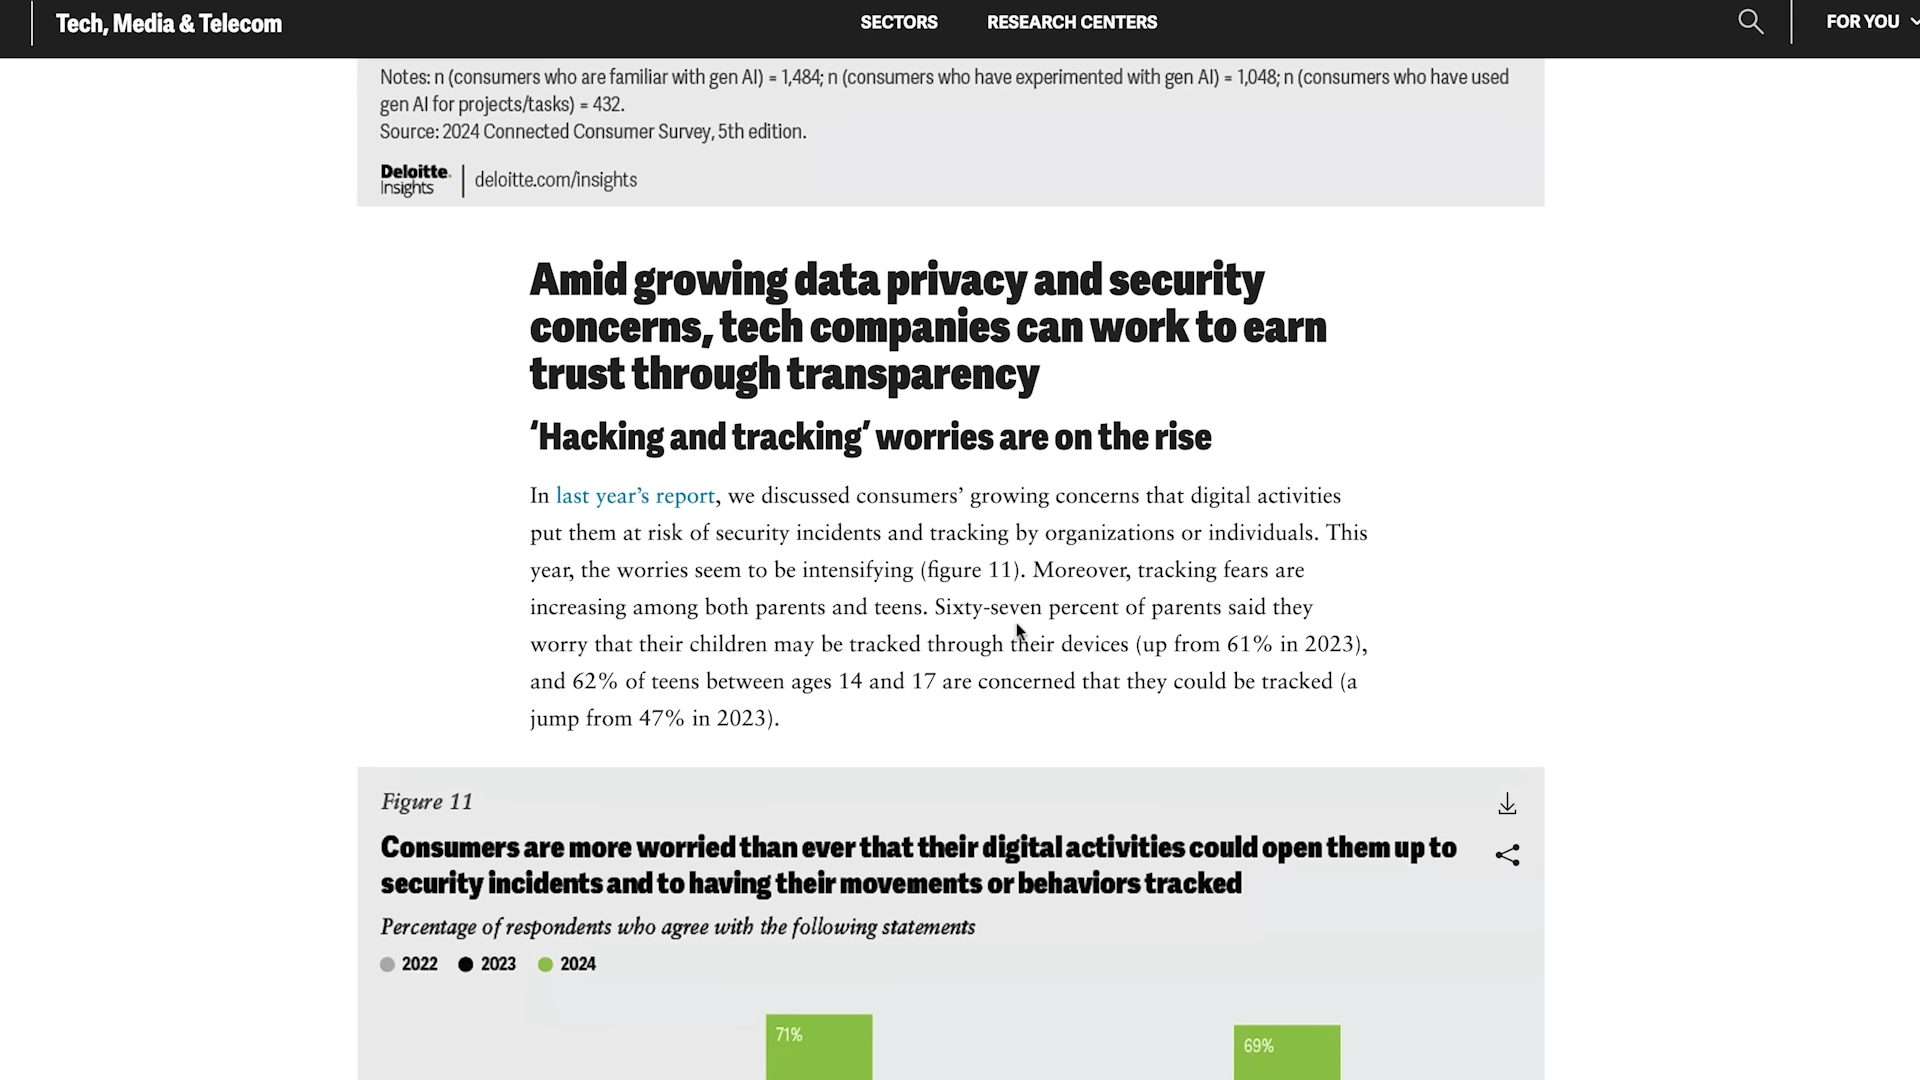 Tech, Media & Telecom
SECTORS
RESEARCH CENTERS
FOR YOU
Notes: n (consumers who are familiar with gen AI) = 1,484; n (consumers who have experimented with gen AI) = 1,048; n (consumers who have used
gen AI for projects/tasks) = 432.
Source: 2024 Connected Consumer Survey, 5th edition.
Deloitte.
Insights
deloitte.com/insights
Amid growing data privacy and security
concerns, tech companies can work to earn
trust through transparency
‘Hacking and tracking’ worries are on the rise
In last year’s report, we discussed consumers’ growing concerns that digital activities
put them at risk of security incidents and tracking by organizations or individuals. This
year, the worries seem to be intensifying (figure 11). Moreover, tracking fears are
increasing among both parents and teens. Sixty-seven percent of parents said they
worry that their children may be tracked through their devices (up from 61% in 2023),
and 62% of teens between ages 14 and 17 are concerned that they could be tracked (a
jump from 47% in 2023).
Figure 11
Consumers are more worried than ever that their digital activities could open them up to
security incidents and to having their movements or behaviors tracked
Percentage of respondents who agree with the following statements
2022
2023
2024
71%
69%